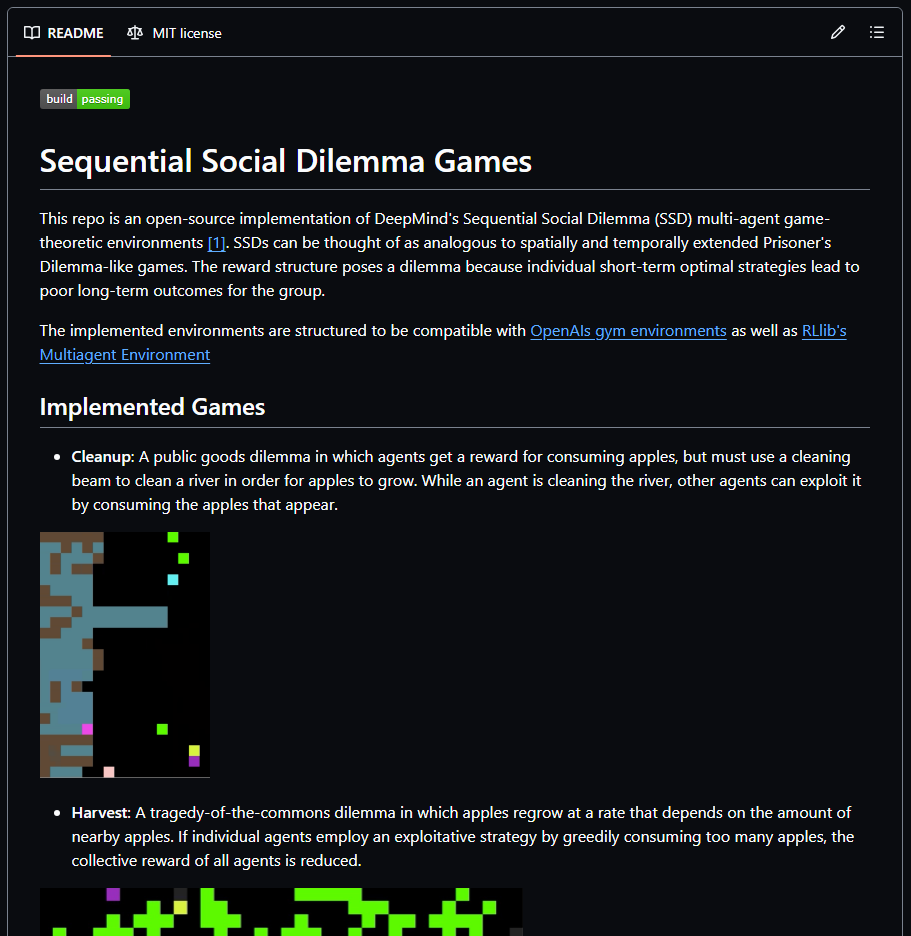 README MIT license
build passing
Sequential Social Dilemma Games
This repo is an open-source implementation of DeepMind's Sequential Social Dilemma (SSD) multi-agent game-
theoretic environments [1]. SSDs can be thought of as analogous to spatially and temporally extended Prisoner's
Dilemma-like games. The reward structure poses a dilemma because individual short-term optimal strategies lead to
poor long-term outcomes for the group.
The implemented environments are structured to be compatible with OpenAIs gym environments as well as RLlib's
Multiagent Environment
Implemented Games
• Cleanup: A public goods dilemma in which agents get a reward for consuming apples, but must use a cleaning
beam to clean a river in order for apples to grow. While an agent is cleaning the river, other agents can exploit it
by consuming the apples that appear.
• Harvest: A tragedy-of-the-commons dilemma in which apples regrow at a rate that depends on the amount of
nearby apples. If individual agents employ an exploitative strategy by greedily consuming too many apples, the
collective reward of all agents is reduced.